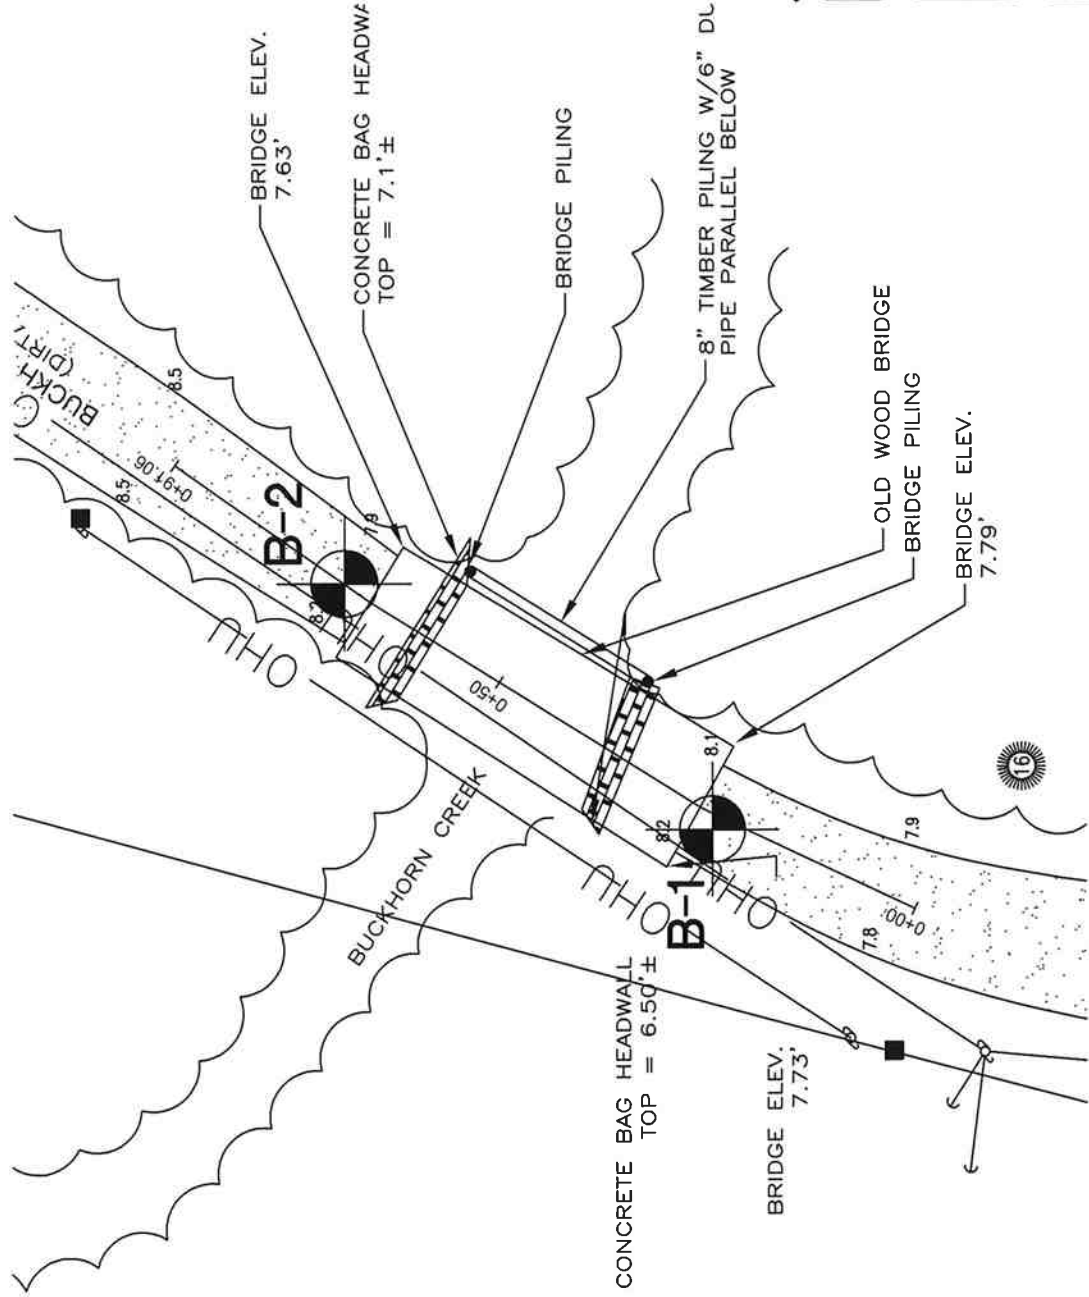 BRIDGE ELEV.
7.63'
CONCRETE BAG
TOP = 7.1'±
BRIDGE PILING
8" TIMBER PILING W/6"
PIPE PARALLEL BELOW
OLD WOOD BRIDGE
BRIDGE PILING
BRIDGE ELEV.
7.79'
(DIRT
8.5
8.5
0+91.06
B-2
7.9
8.2
OHU
0+50
BUCKHORN CREEK
8.1
8.2
OHU
OHU
B-1
16
7.9
7.8
0+00
CONCRETE BAG HEADWALL
TOP = 6.50'±
BRIDGE ELEV.
7.73'